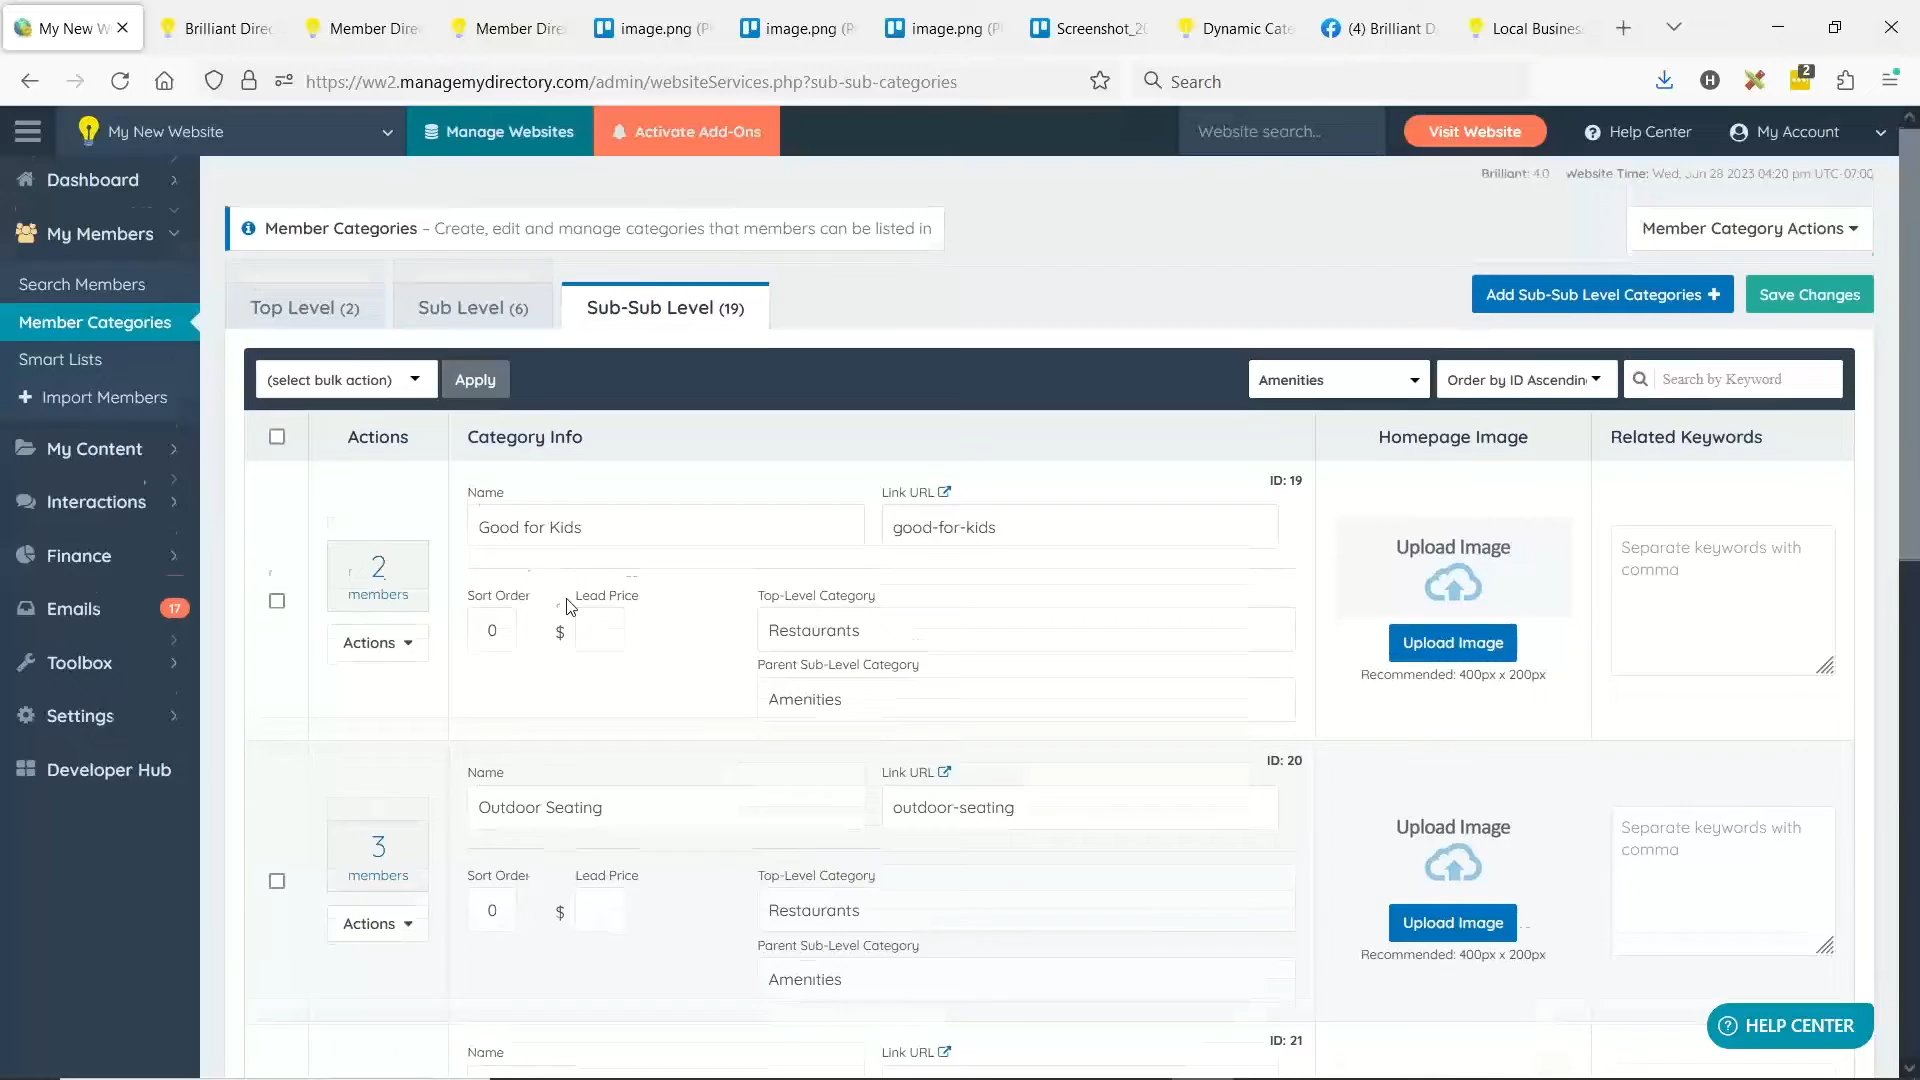 My New W
Brilliant Dire
Member Dire
Member Dire
image.png (P
image.png (P
image.png (P
Screenshot_20
Dynamic Cate
(4) Brilliant D
Local Busines
https://ww2.managemydirectory.com/admin/websiteServices.php?sub-sub-categories
Search
H
2
My New Website
Manage Websites
Activate Add-Ons
Website search...
Visit Website
Help Center
My Account
Brilliant: 4.0 Website Time: Wed, Jun 28 2023 04:20 pm UTC-07:00
Dashboard
My Members
Search Members
Member Categories
Smart Lists
Import Members
My Content
Interactions
Finance
Emails
17
Toolbox
Settings
Developer Hub
Member Categories – Create, edit and manage categories that members can be listed in
Member Category Actions
Top Level (2)
Sub Level (6)
Sub-Sub Level (19)
Add Sub-Sub Level Categories +
Save Changes
(select bulk action)
Apply
Amenities
Order by ID Ascendin
Search by Keyword
Actions
Category Info
Homepage Image
Related Keywords
ID: 19
Name
Link URL
Good for Kids
good-for-kids
2
members
Actions
Sort Order
Lead Price
0
$
Top-Level Category
Restaurants
Parent Sub-Level Category
Amenities
Upload Image
Upload Image
Recommended: 400px x 200px
Separate keywords with
comma
ID: 20
Name
Link URL
Outdoor Seating
outdoor-seating
3
members
Actions
Sort Order
Lead Price
0
$
Top-Level Category
Restaurants
Parent Sub-Level Category
Amenities
Upload Image
Upload Image
Recommended: 400px x 200px
Separate keywords with
comma
ID: 21
Name
Link URL
HELP CENTER